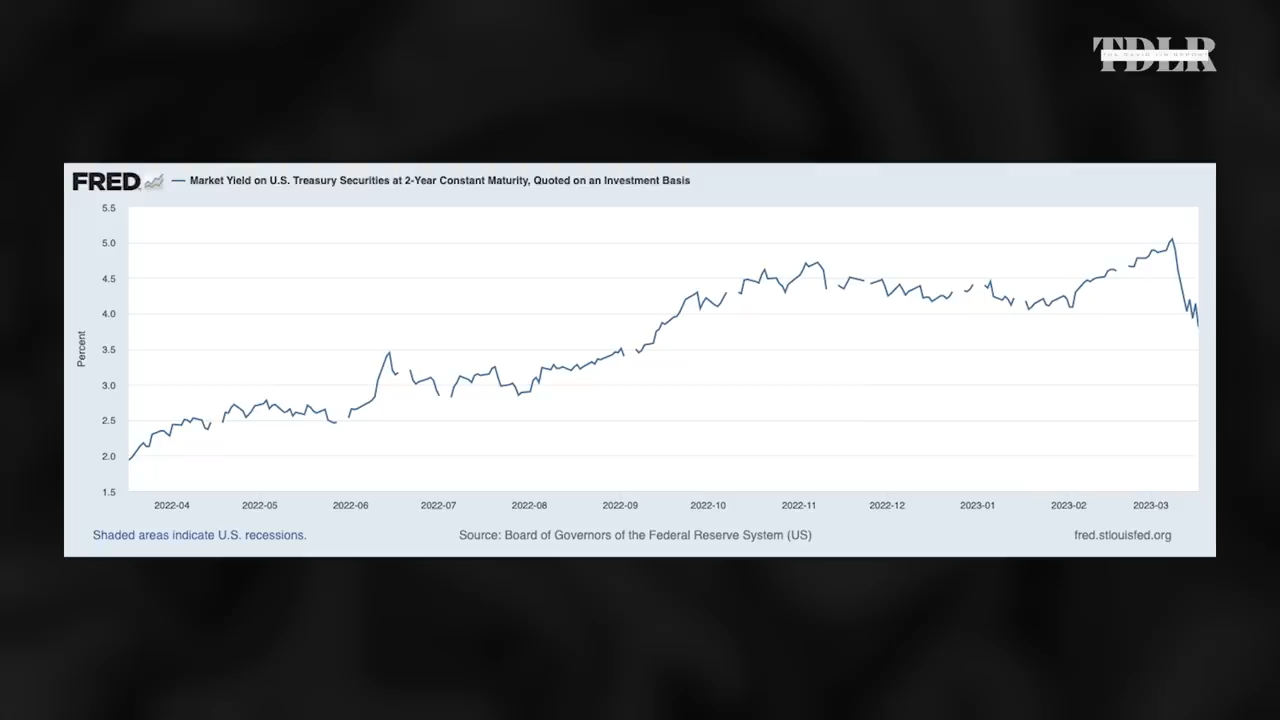 TDLR
FRED
Market Yield on U.S. Treasury Securities at 2-Year Constant Maturity, Quoted on an Investment Basis
5.5
5.0
4.5
4.0
3.5
3.0
2.5
2.0
1.5
Percent
2022-04 2022-05 2022-06 2022-07 2022-08 2022-09 2022-10 2022-11 2022-12 2023-01 2023-02 2023-03
Shaded areas indicate U.S. recessions. Source: Board of Governors of the Federal Reserve System (US) fred.stlouisfed.org